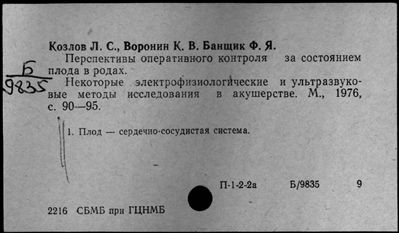 Козлов Л. С., Воронин К. В. Банщик Ф. Я.
Перспективы оперативного контроля за состоянием
плода в родах.
Б
9835
Некоторые электрофизиологические и ультразвуко-
вые методы исследования в акушерстве. М., 1976,
с. 90—95.
1. Плод — сердечно-сосудистая система.
П-1-2-2а Б/9835 9
2216 СБМБ при ГЦНМБ